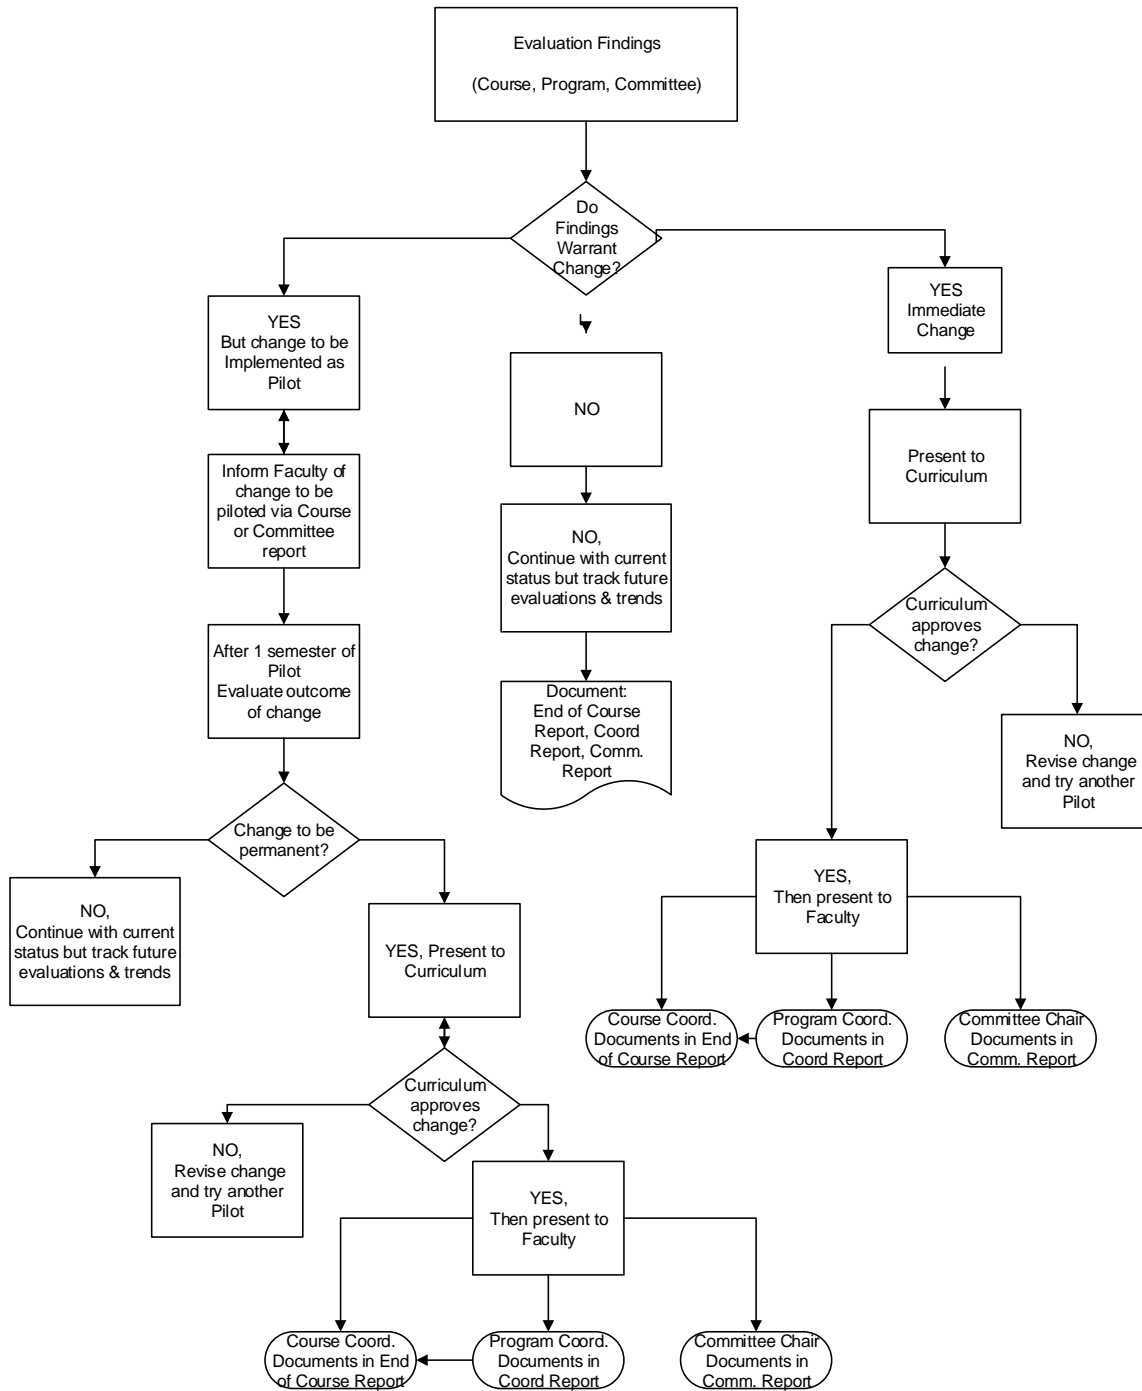 Evaluation Findings
(Course, Program, Committee)
Do
Findings
Warrant
Change?
YES
But change to be
Implemented as
Pilot
Inform Faculty of
change to be
piloted via Course
or Committee
report
After 1 semester of
Pilot
Evaluate outcome
of change
Change to be
permanent?
NO,
Continue with current
status but track future
evaluations & trends
YES, Present to
Curriculum
Curriculum
approves
change?
NO,
Revise change
and try another
Pilot
YES,
Then present to
Faculty
Course Coord.
Documents in End
of Course Report
Program Coord.
Documents in
Coord Report
Committee Chair
Documents in
Comm. Report
NO
NO,
Continue with current
status but track future
evaluations & trends
Document:
End of Course
Report, Coord
Report, Comm.
Report
YES
Immediate
Change
Present to
Curriculum
Curriculum
approves
change?
NO,
Revise change
and try another
Pilot
YES,
Then present to
Faculty
Course Coord.
Documents in End
of Course Report
Program Coord.
Documents in
Coord Report
Committee Chair
Documents in
Comm. Report